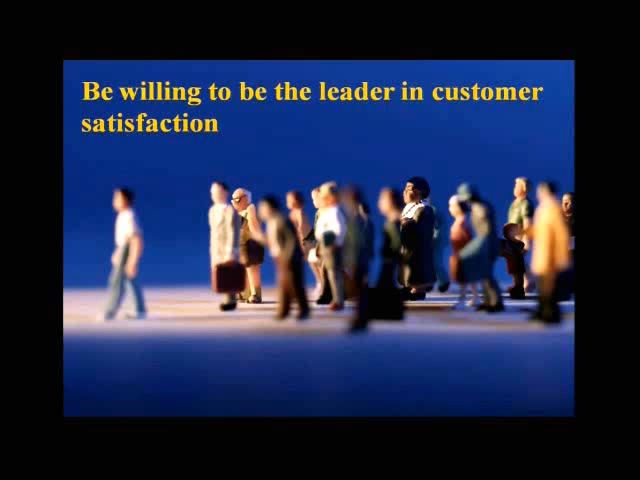 Be willing to be the leader in customer
satisfaction